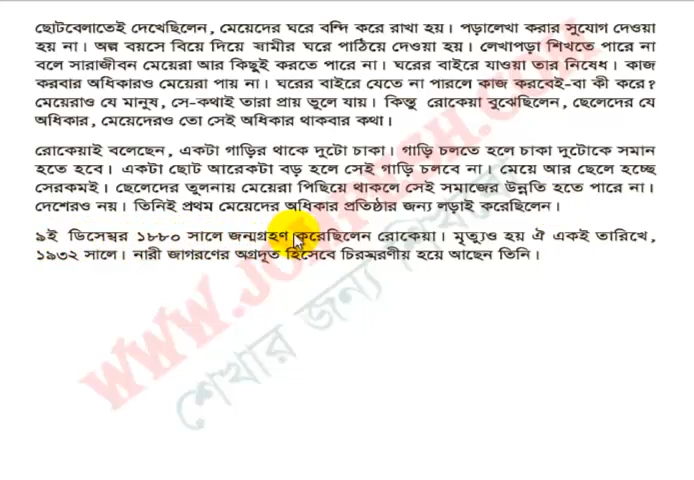 ছোটবেলাতেই দেখেছিলেন, মেয়েদের ঘরে বন্দি করে রাখা হয়। পড়ালেখা করার সুযোগ দেওয়া
হয় না। অল্প বয়সে বিয়ে দিয়ে স্বামীর ঘরে পাঠিয়ে দেওয়া হয়। লেখাপড়া শিখতে পারে না
বলে সারাজীবন মেয়েরা আর কিছুই করতে পারে না। ঘরের বাইরে যাওয়া তার নিষেধ। কাজ
করবার অধিকারও মেয়েরা পায় না। ঘরের বাইরে যেতে না পারলে কাজ করবেই-বা কী করে?
মেয়েরাও যে মানুষ, সে-কথাই তারা প্রায় ভুলে যায়। কিন্তু রোকেয়া বুঝেছিলেন, ছেলেদের যে
অধিকার, মেয়েদেরও তো সেই অধিকার থাকবার কথা।
রোকেয়াই বলেছেন, একটা গাড়ির থাকে দুটো চাকা। গাড়ি চলতে হলে চাকা দুটোকে সমান
হতে হবে। একটা ছোট আরেকটা বড় হলে সেই গাড়ি চলবে না। মেয়ে আর ছেলে হচ্ছে
সেরকমই। ছেলেদের তুলনায় মেয়েরা পিছিয়ে থাকলে সেই সমাজের উন্নতি হতে পারে না।
দেশেরও নয়। তিনিই প্রথম মেয়েদের অধিকার প্রতিষ্ঠার জন্য লড়াই করেছিলেন।
৯ই ডিসেম্বর ১৮৮০ সালে জন্মগ্রহণ করেছিলেন রোকেয়া। মৃত্যুও হয় ঐ একই তারিখে,
১৯৩২ সালে। নারী জাগরণের অগ্রদূত হিসেবে চিরস্মরণীয় হয়ে আছেন তিনি।
শেখার জন্য শিখবে